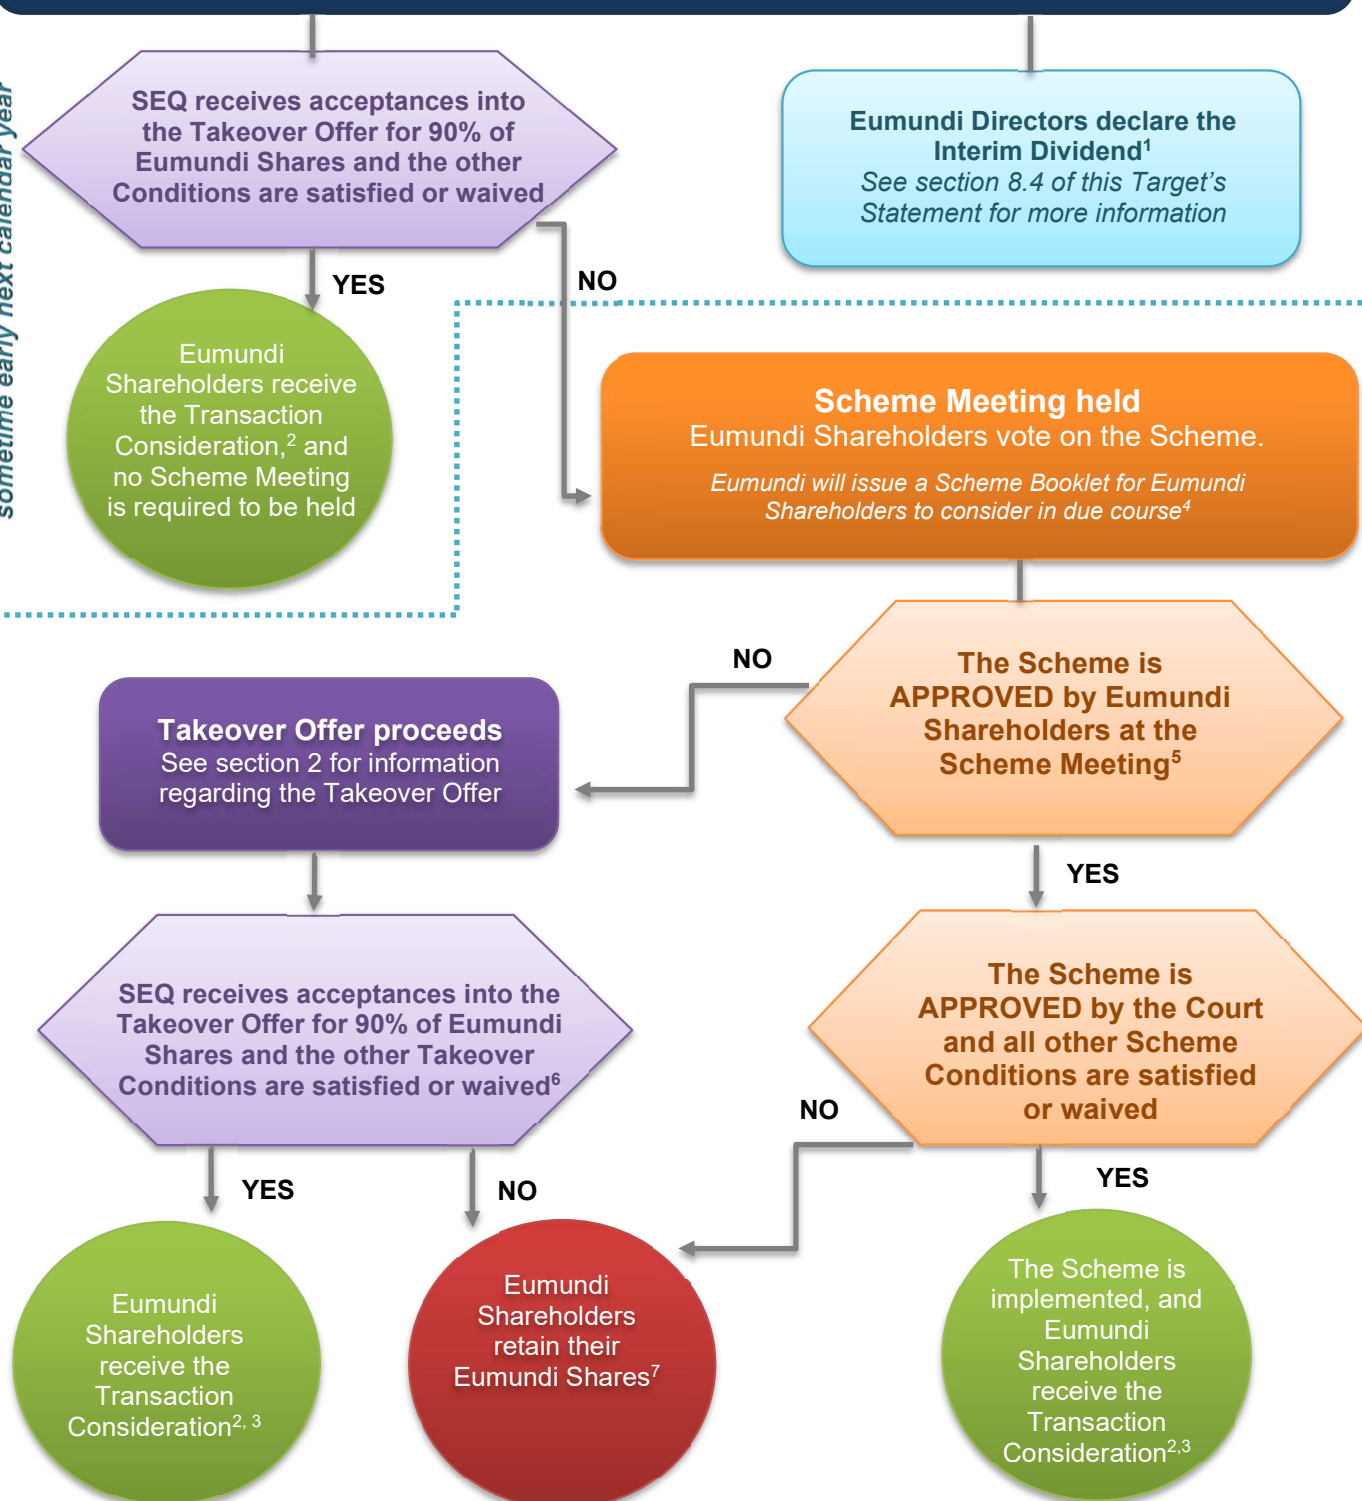 sometime early next calendar year
SEQ receives acceptances into
the Takeover Offer for 90% of
Eumundi Shares and the other
Conditions are satisfied or waived
Eumundi Directors declare the
Interim Dividend1
See section 8.4 of this Target's
Statement for more information
YES
NO
Eumundi
Shareholders receive
the Transaction
Consideration,2 and
no Scheme Meeting
is required to be held
Scheme Meeting held
Eumundi Shareholders vote on the Scheme.
Eumundi will issue a Scheme Booklet for Eumundi
Shareholders to consider in due course4
NO
The Scheme is
APPROVED by Eumundi
Shareholders at the
Scheme Meeting5
Takeover Offer proceeds
See section 2 for information
regarding the Takeover Offer
YES
SEQ receives acceptances into the
Takeover Offer for 90% of Eumundi
Shares and the other Takeover
Conditions are satisfied or waived6
The Scheme is
APPROVED by the Court
and all other Scheme
Conditions are satisfied
or waived
NO
YES
NO
YES
Eumundi
Shareholders
receive the
Transaction
Consideration2, 3
Eumundi
Shareholders
retain their
Eumundi Shares7
The Scheme is
implemented, and
Eumundi
Shareholders
receive the
Transaction
Consideration2,3